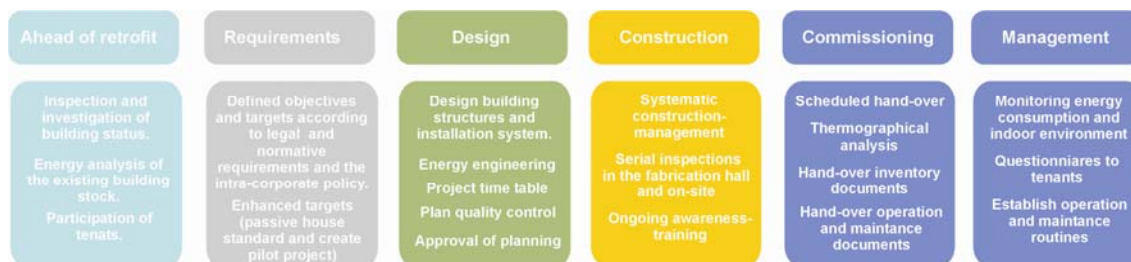 Ahead of retrofit
Requirements
Design
Construction
Commissioning
Management
Inspection and
investigation of
building status.
Energy analysis of
the existing building
stock.
Participation of
tenats.
Defined objectives
and targets according
to legal and
normative
requirements and the
intra-corporate policy.
Enhanced targets
(passive house
standard and create
pilot project)
Design building
structures and
installation system.
Energy engineering
Project time table
Plan quality control
Approval of planning
Systematic
construction-
management
Serial inspections
in the fabrication hall
and on-site
Ongoing awareness-
training
Scheduled hand-over
Thermographical
analysis
Hand-over inventory
documents
Hand-over operation
and maintance
documents
Monitoring energy
consumption and
indoor environment
Questionniares to
tenants
Establish operation
and maintance
routines